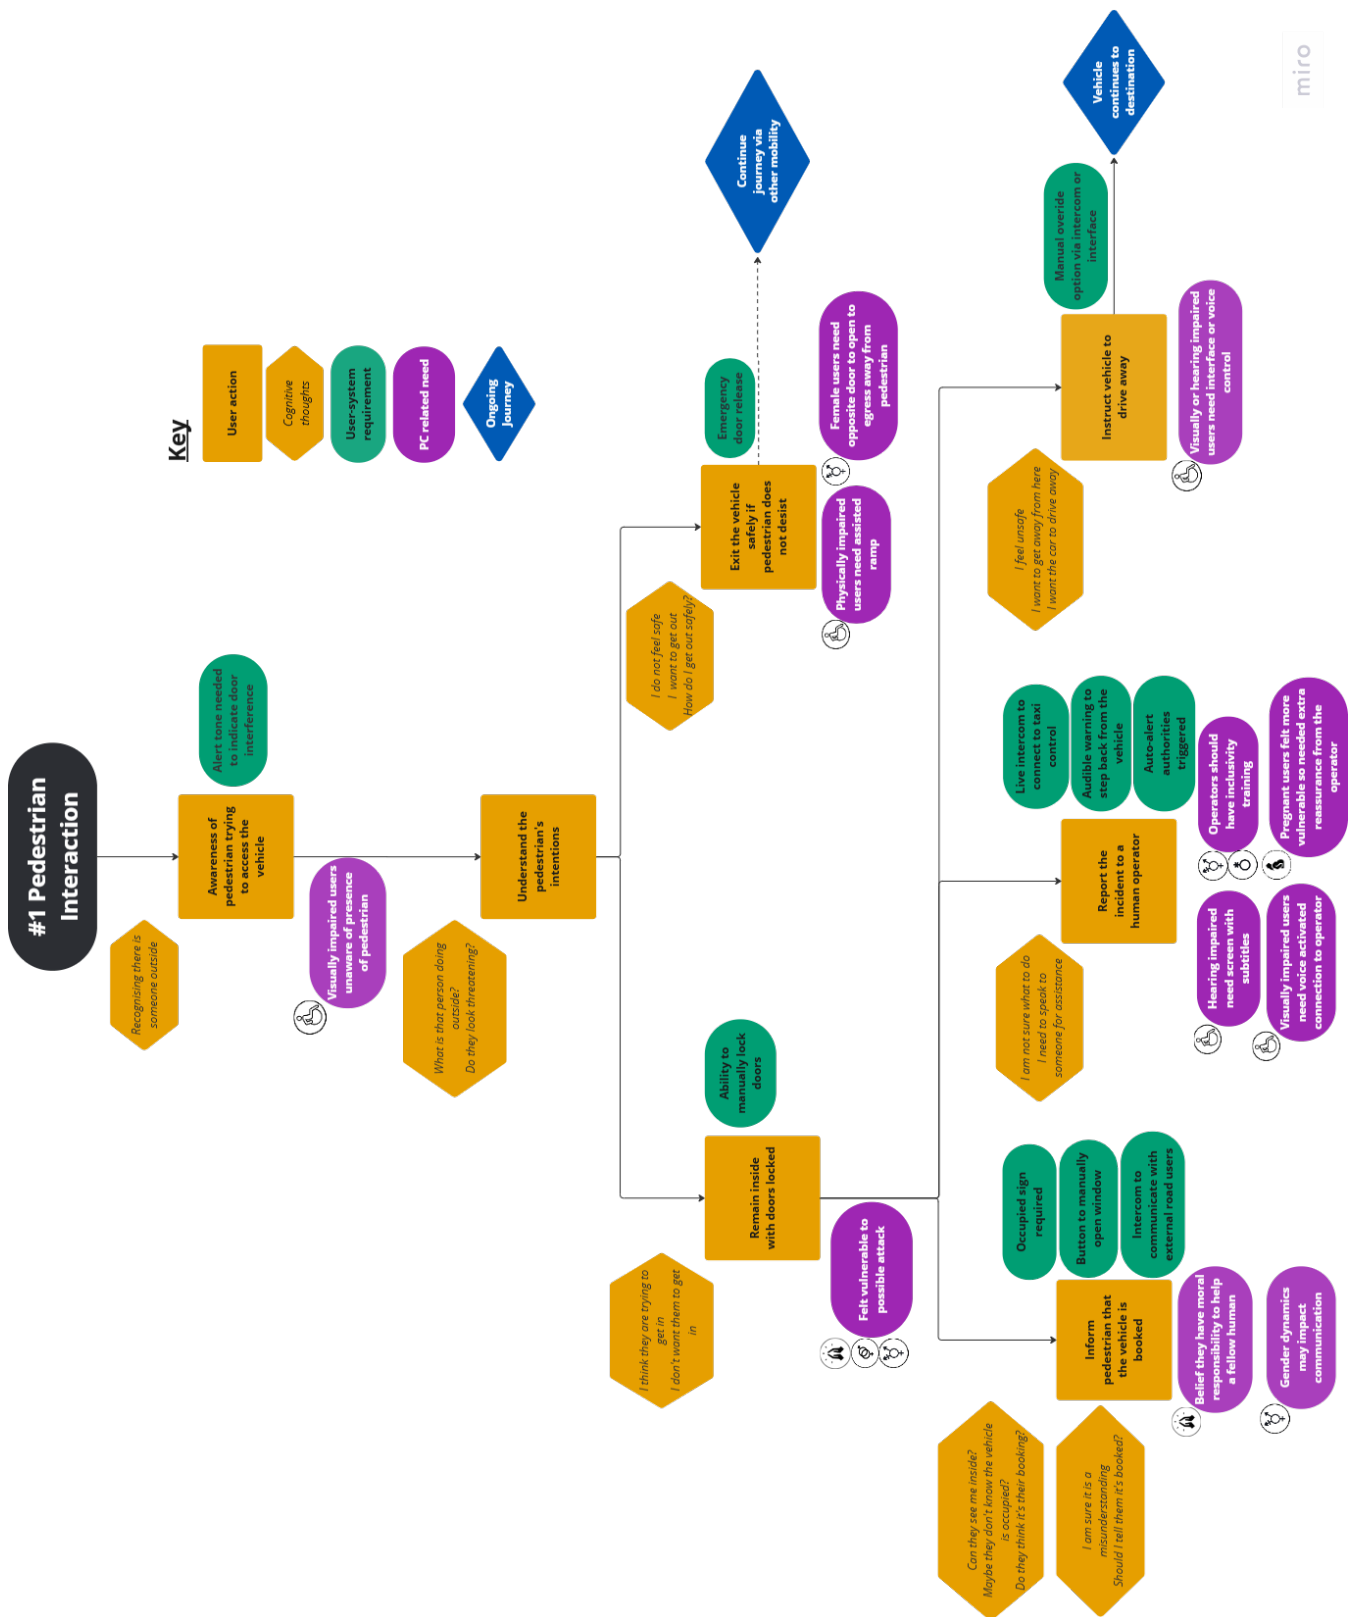 #1 Pedestrian
Interaction
Key
User action
Cognitive
thoughts
User-system
requirement
PC related need
Ongoing
Journey
Recognising there is
someone outside
Awareness of
pedestrian trying
to access the
vehicle
Alert tone needed
to indicate door
interference
Visually impaired users
unaware of presence
of pedestrian
What is that person doing
outside?
Do they look threatening?
Understand the
pedestrian's
intentions
I think they are trying to
get in
I don't want them to get
in
Remain inside
with doors locked
Ability to
manually lock
doors
Felt vulnerable to
possible attack
I do not feel safe
I want to get out
How do I get out safely?
Exit the vehicle
safely if
pedestrian does
not desist
Emergency
door release
Physically impaired
users need assisted
ramp
Female users need
opposite door to open to
egress away from
pedestrian
Continue
journey via
other mobility
Can they see me inside?
Maybe they don't know the vehicle
is occupied?
Do they think it's their booking?
I am sure it is a
misunderstanding
Should I tell them it's booked?
Inform
pedestrian that
the vehicle is
booked
Occupied sign
required
Button to manually
open window
Intercom to
communicate with
external road users
Belief they have moral
responsibility to help
a fellow human
Gender dynamics
may impact
communication
I am not sure what to do
I need to speak to
someone for assistance
Report the
incident to a
human operator
Live intercom to
connect to taxi
control
Audible warning to
step back from the
vehicle
Auto-alert
authorities
triggered
Hearing impaired
need screen with
subtitles
Visually impaired users
need voice activated
connection to operator
Operators should
have inclusivity
training
Pregnant users felt more
vulnerable so needed extra
reassurance from the
operator
I feel unsafe
I want to get away from here
I want the car to drive away
Instruct vehicle to
drive away
Manual overide
option via intercom or
interface
Visually or hearing impaired
users need interface or voice
control
Vehicle
continues to
destination
miro